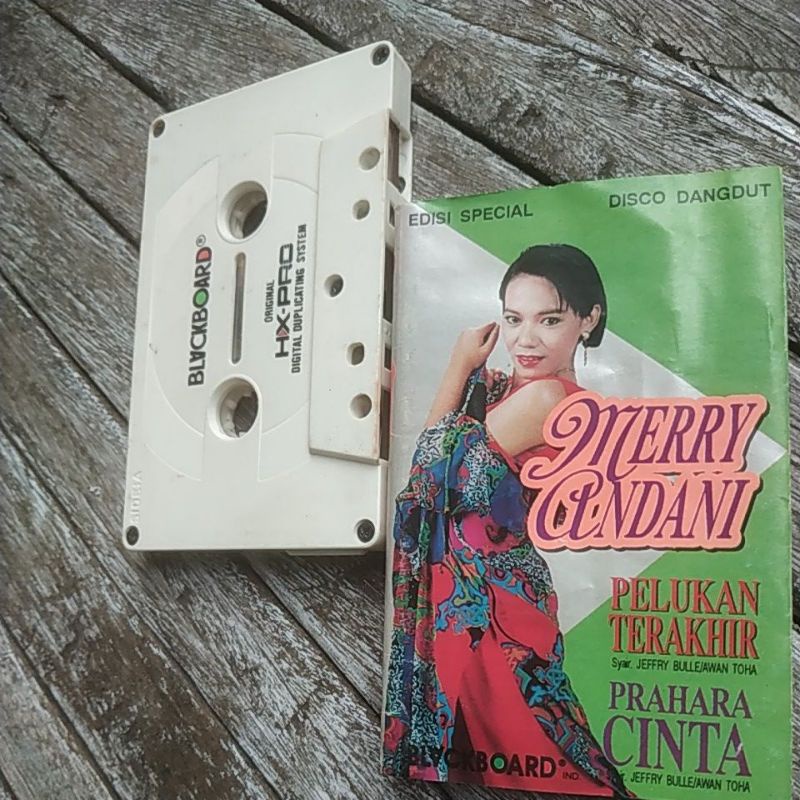 BLACKBOARD®
ORIGINAL
HX-PRO
DIGITAL DUPLICATING SYSTEM
EDISI SPECIAL
DISCO DANGDUT
MERRY
ANDANI
PELUKAN
TERAKHIR
Syair. JEFFRY BULLE/AWAN TOHA
PRAHARA
CINTA
JEFFRY BULLE/AWAN TOHA
BLACKBOARD® IND